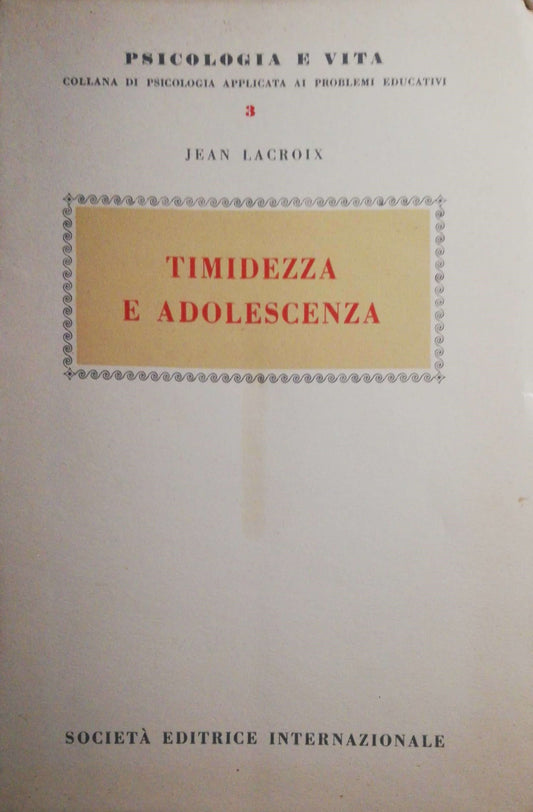 PSICOLOGIA E VITA
COLLANA DI PSICOLOGIA APPLICATA AI PROBLEMI EDUCATIVI
3
JEAN LACROIX
TIMIDEZZA
E ADOLESCENZA
SOCIETÀ EDITRICE INTERNAZIONALE